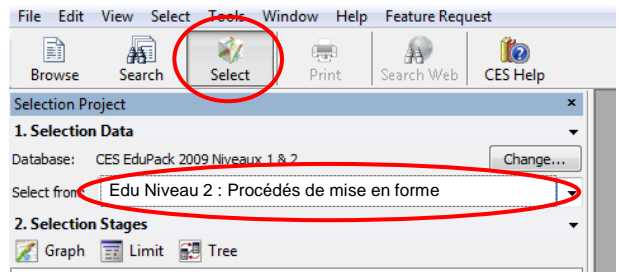 File Edit View Select Tools Window Help Feature Request
Browse Search Select Print Search Web CES Help
Selection Project ×
1. Selection Data
Database: CES EduPack 2009 Niveaux 1 & 2 Change...
Select from: Edu Niveau 2 : Procédés de mise en forme
2. Selection Stages
Graph Limit Tree